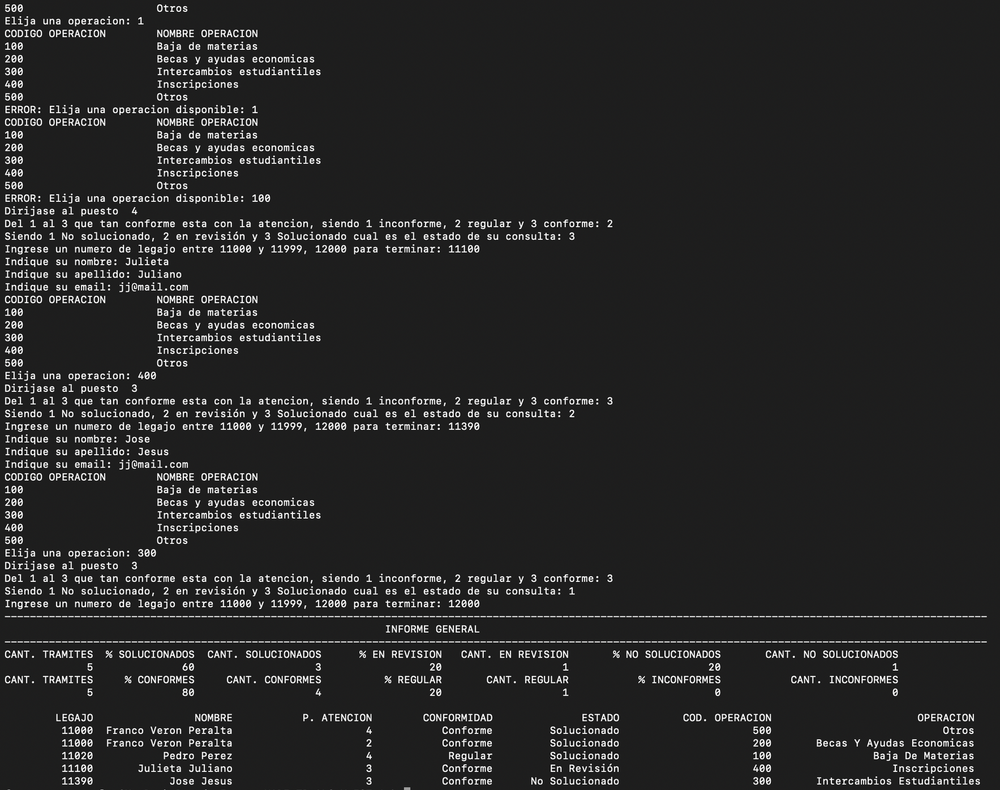 500                     Otros
Elija una operacion: 1
CODIGO OPERACION        NOMBRE OPERACION
100                     Baja de materias
200                     Becas y ayudas economicas
300                     Intercambios estudiantiles
400                     Inscripciones
500                     Otros
ERROR: Elija una operacion disponible: 1
CODIGO OPERACION        NOMBRE OPERACION
100                     Baja de materias
200                     Becas y ayudas economicas
300                     Intercambios estudiantiles
400                     Inscripciones
500                     Otros
ERROR: Elija una operacion disponible: 100
Dirijase al puesto  4
Del 1 al 3 que tan conforme esta con la atencion, siendo 1 inconforme, 2 regular y 3 conforme: 2
Siendo 1 No solucionado, 2 en revisión y 3 Solucionado cual es el estado de su consulta: 3
Ingrese un numero de legajo entre 11000 y 11999, 12000 para terminar: 11100
Indique su nombre: Julieta
Indique su apellido: Juliano
Indique su email: jj@mail.com
CODIGO OPERACION        NOMBRE OPERACION
100                     Baja de materias
200                     Becas y ayudas economicas
300                     Intercambios estudiantiles
400                     Inscripciones
500                     Otros
Elija una operacion: 400
Dirijase al puesto  3
Del 1 al 3 que tan conforme esta con la atencion, siendo 1 inconforme, 2 regular y 3 conforme: 3
Siendo 1 No solucionado, 2 en revisión y 3 Solucionado cual es el estado de su consulta: 2
Ingrese un numero de legajo entre 11000 y 11999, 12000 para terminar: 11390
Indique su nombre: Jose
Indique su apellido: Jesus
Indique su email: jj@mail.com
CODIGO OPERACION        NOMBRE OPERACION
100                     Baja de materias
200                     Becas y ayudas economicas
300                     Intercambios estudiantiles
400                     Inscripciones
500                     Otros
Elija una operacion: 300
Dirijase al puesto  3
Del 1 al 3 que tan conforme esta con la atencion, siendo 1 inconforme, 2 regular y 3 conforme: 3
Siendo 1 No solucionado, 2 en revisión y 3 Solucionado cual es el estado de su consulta: 1
Ingrese un numero de legajo entre 11000 y 11999, 12000 para terminar: 12000
INFORME GENERAL
CANT. TRAMITES  % SOLUCIONADOS  CANT. SOLUCIONADOS  % EN REVISION  CANT. EN REVISION  % NO SOLUCIONADOS  CANT. NO SOLUCIONADOS
5  60  3  20  1  20  1
CANT. TRAMITES  % CONFORMES  CANT. CONFORMES  % REGULAR  CANT. REGULAR  % INCONFORMES  CANT. INCONFORMES
5  80  4  20  1  0  0
LEGAJO  NOMBRE  P. ATENCION  CONFORMIDAD  ESTADO  COD. OPERACION  OPERACION
11000  Franco Veron Peralta  4  Conforme  Solucionado  500  Otros
11000  Franco Veron Peralta  2  Conforme  Solucionado  200  Becas Y Ayudas Economicas
11020  Pedro Perez  4  Regular  Solucionado  100  Baja De Materias
11100  Julieta Juliano  3  Conforme  En Revisión  400  Inscripciones
11390  Jose Jesus  3  Conforme  No Solucionado  300  Intercambios Estudiantiles